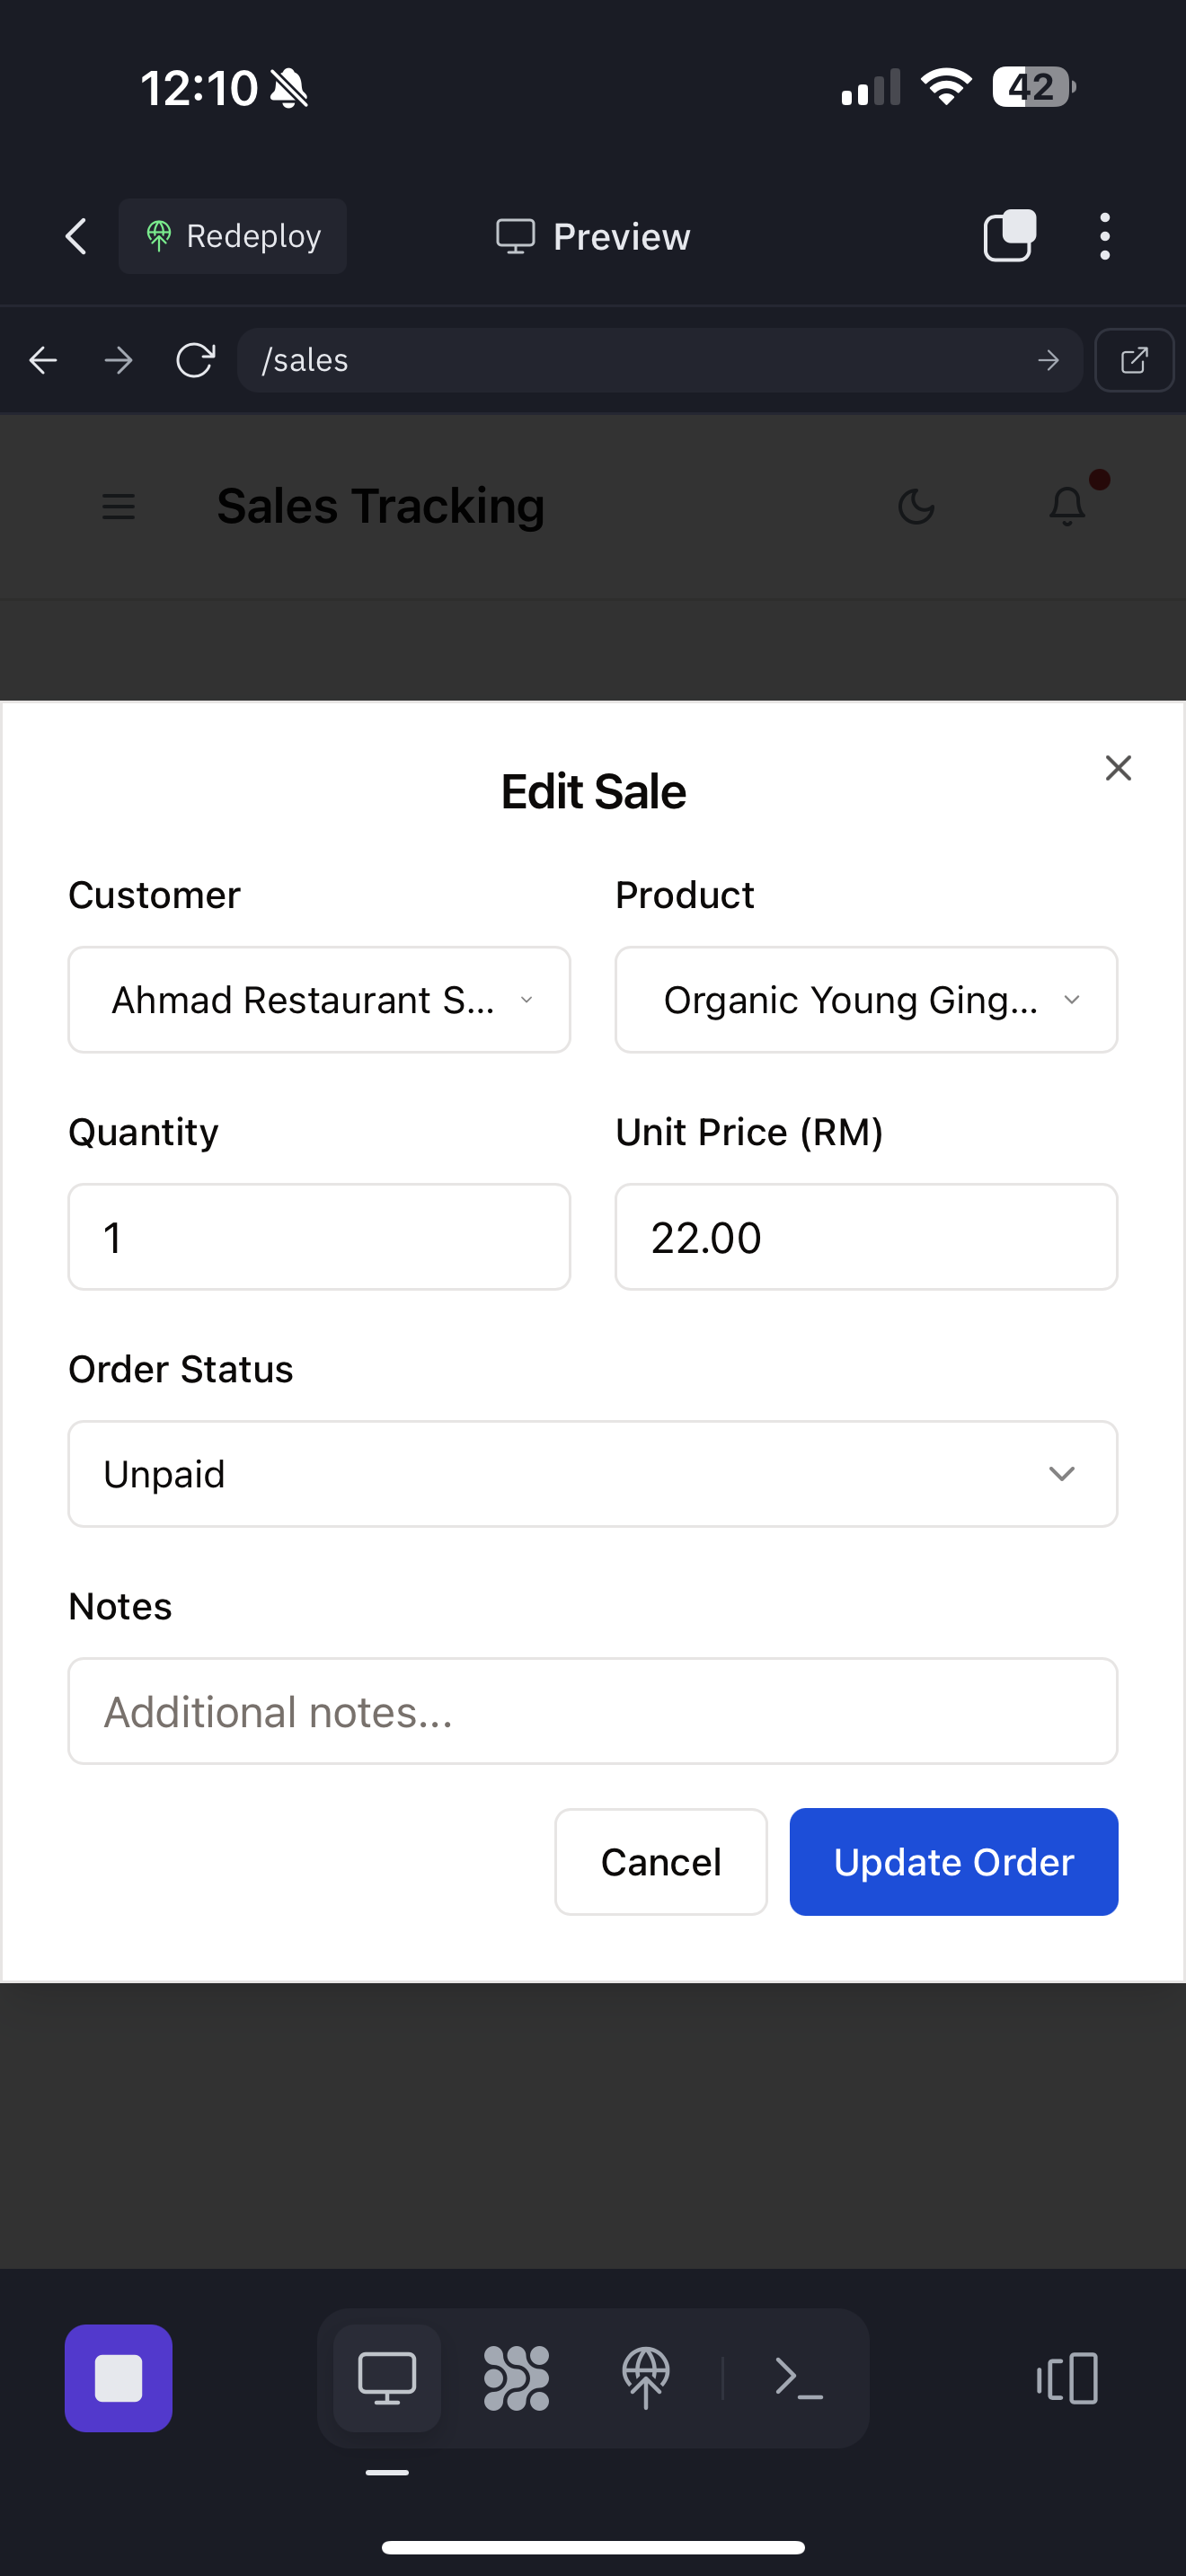 12:10
42
Redeploy
Preview
/sales
Sales Tracking
Edit Sale
Customer
Product
Ahmad Restaurant S...
Organic Young Ging...
Quantity
Unit Price (RM)
1
22.00
Order Status
Unpaid
Notes
Additional notes...
Cancel
Update Order